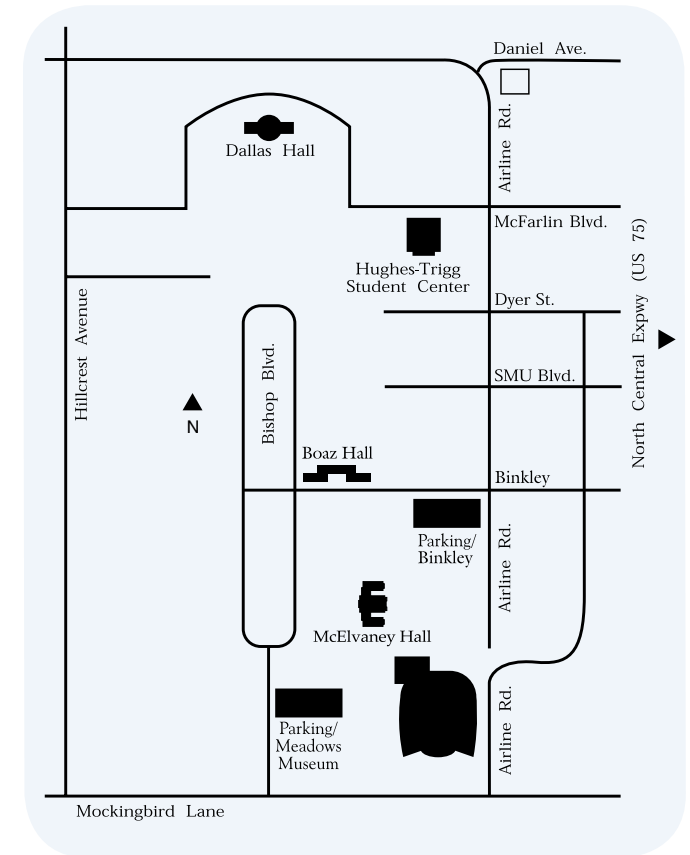 Daniel Ave.
Airline Rd.
Dallas Hall
McFarlin Blvd.
North Central Expwy (US 75)
Hughes-Trigg
Student Center
Dyer St.
Hillcrest Avenue
Bishop Blvd.
SMU Blvd.
N
Boaz Hall
Binkley
Parking/
Binkley
Airline Rd.
McElvaney Hall
Airline Rd.
Parking/
Meadows
Museum
Mockingbird Lane